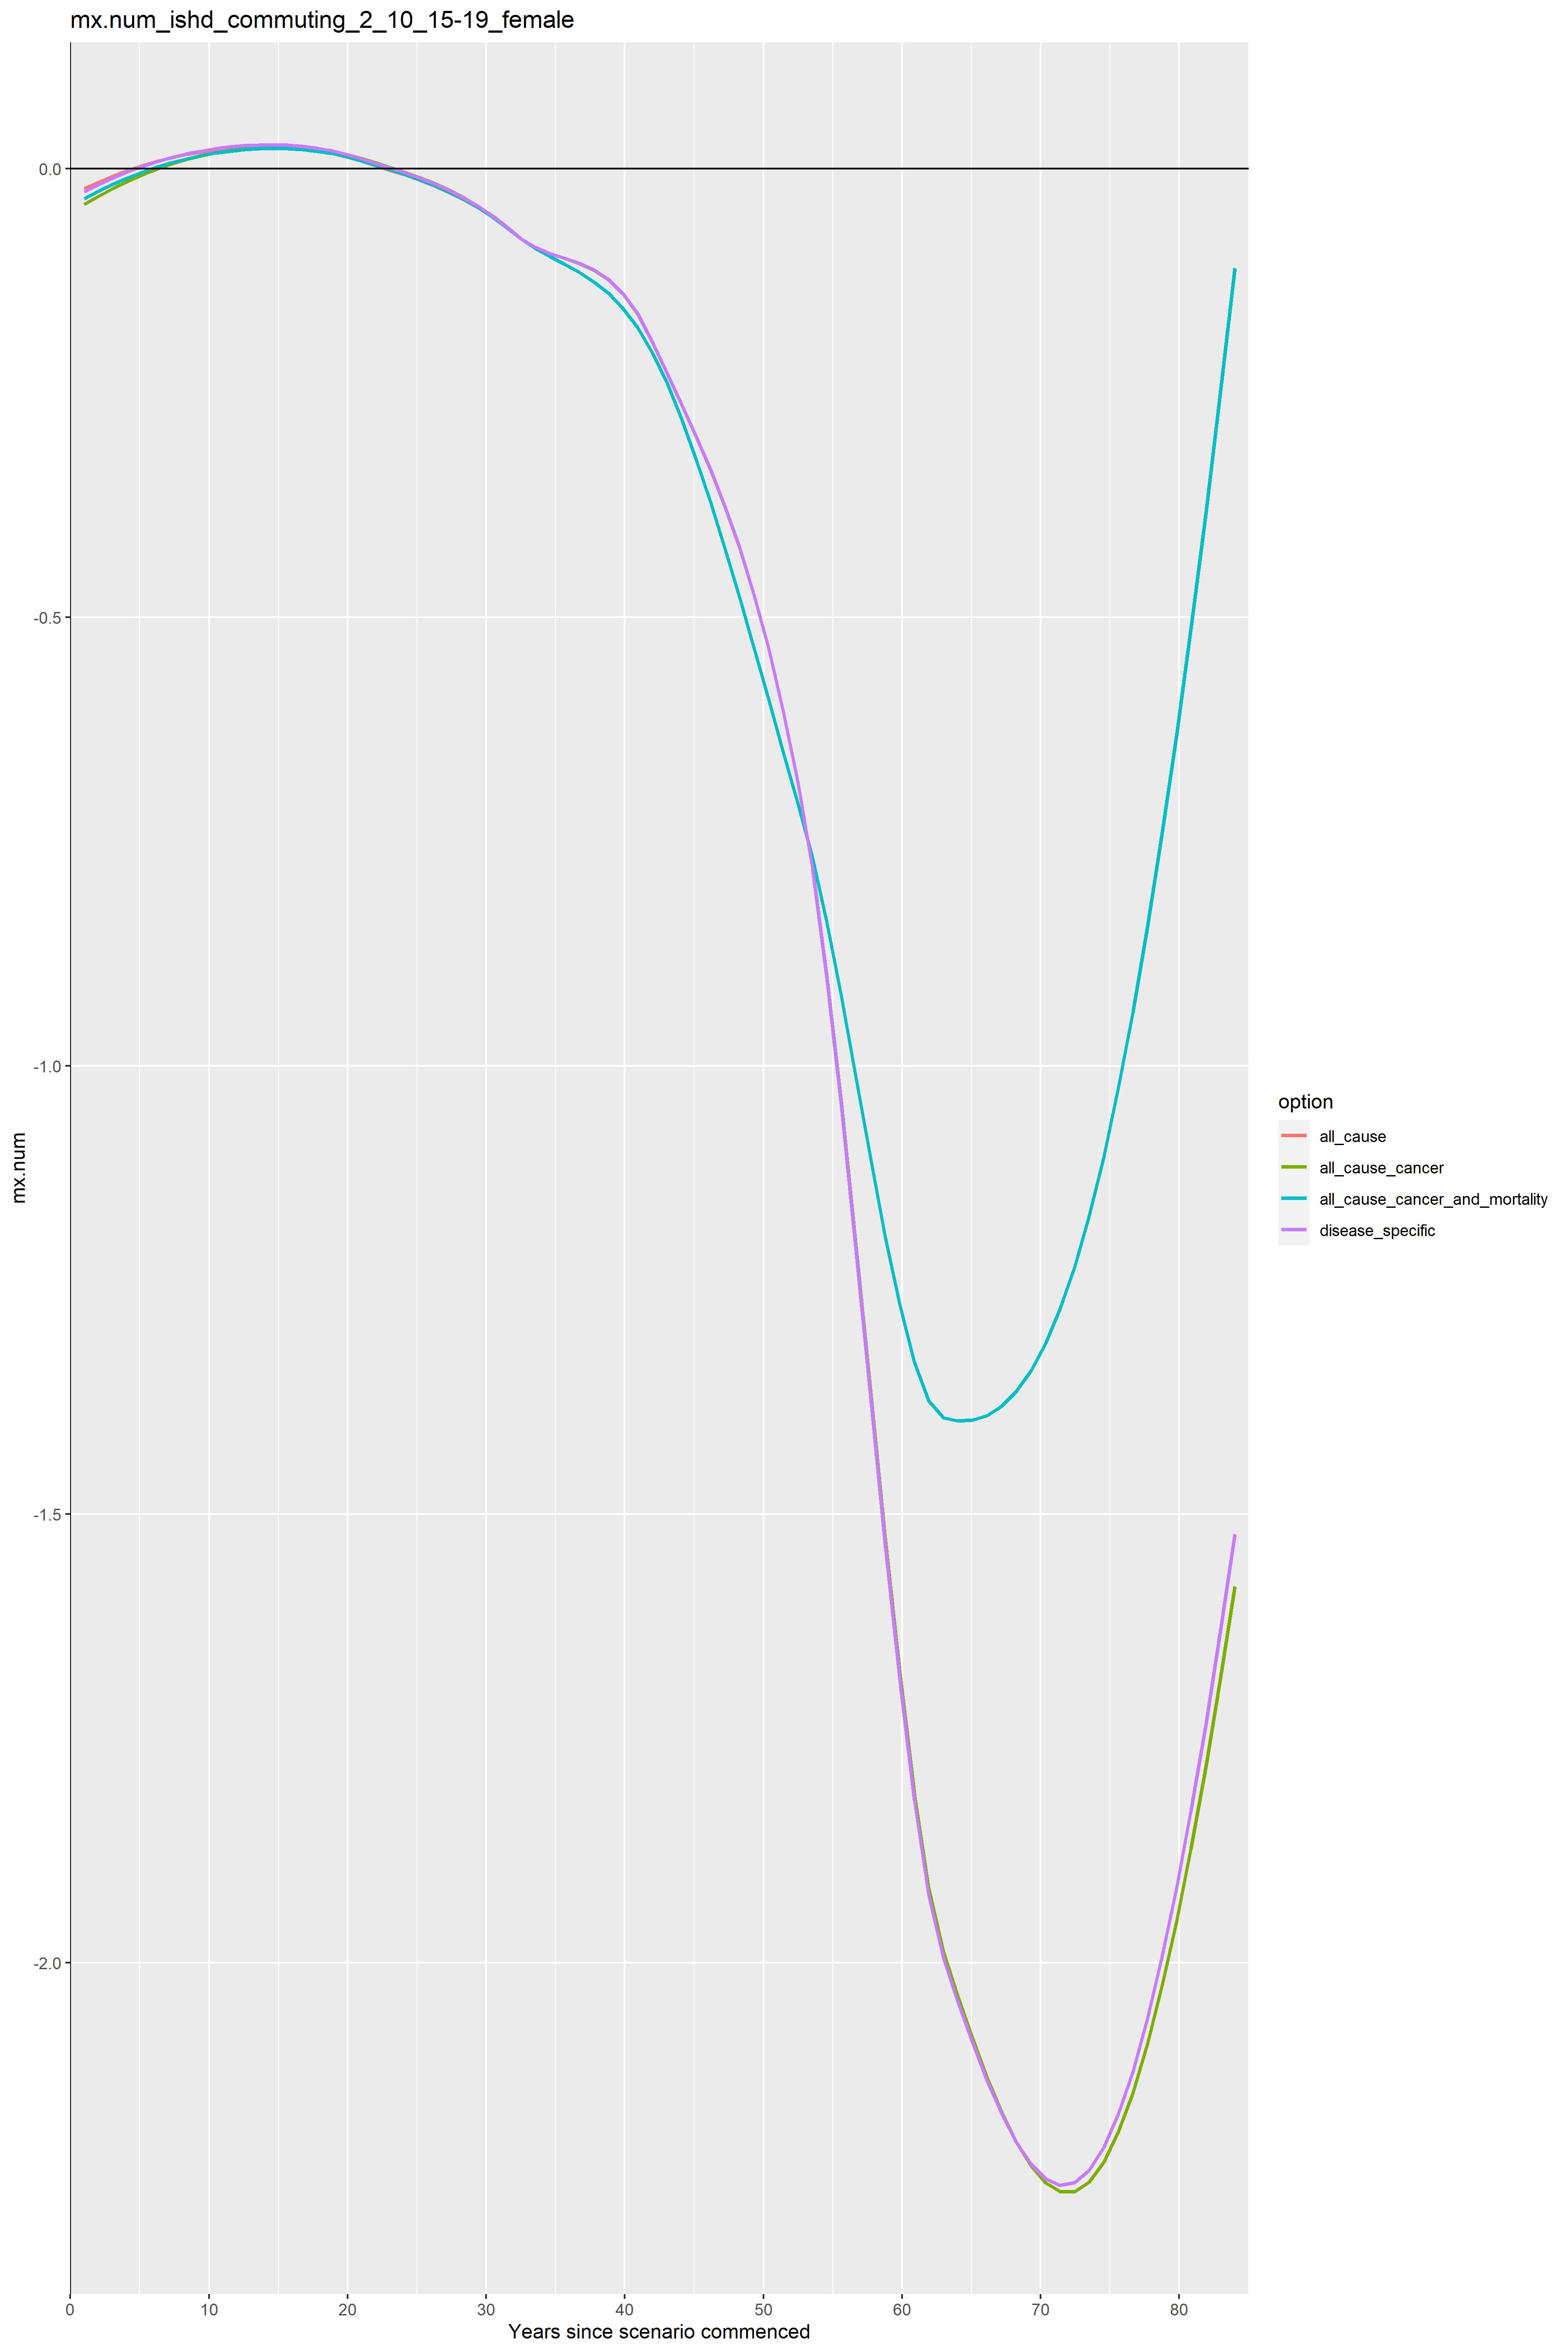 mx.num_ishd_commuting_2_10_15-19_female
0.0
-0.5
-1.0
-1.5
-2.0
mx.num
0 10 20 30 40 50 60 70 80
Years since scenario commenced
option
all_cause
all_cause_cancer
all_cause_cancer_and_mortality
disease_specific